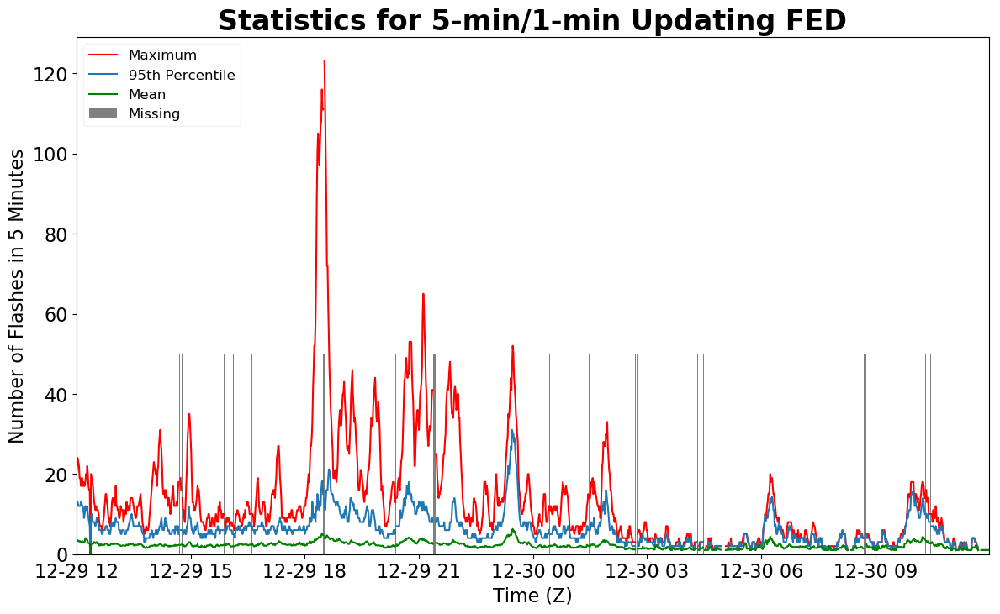 Statistics for 5-min/1-min Updating FED
Maximum
95th Percentile
Mean
Missing
Number of Flashes in 5 Minutes
120
100
80
60
40
20
0
12-29 12
12-29 15
12-29 18
12-29 21
12-30 00
12-30 03
12-30 06
12-30 09
Time (Z)